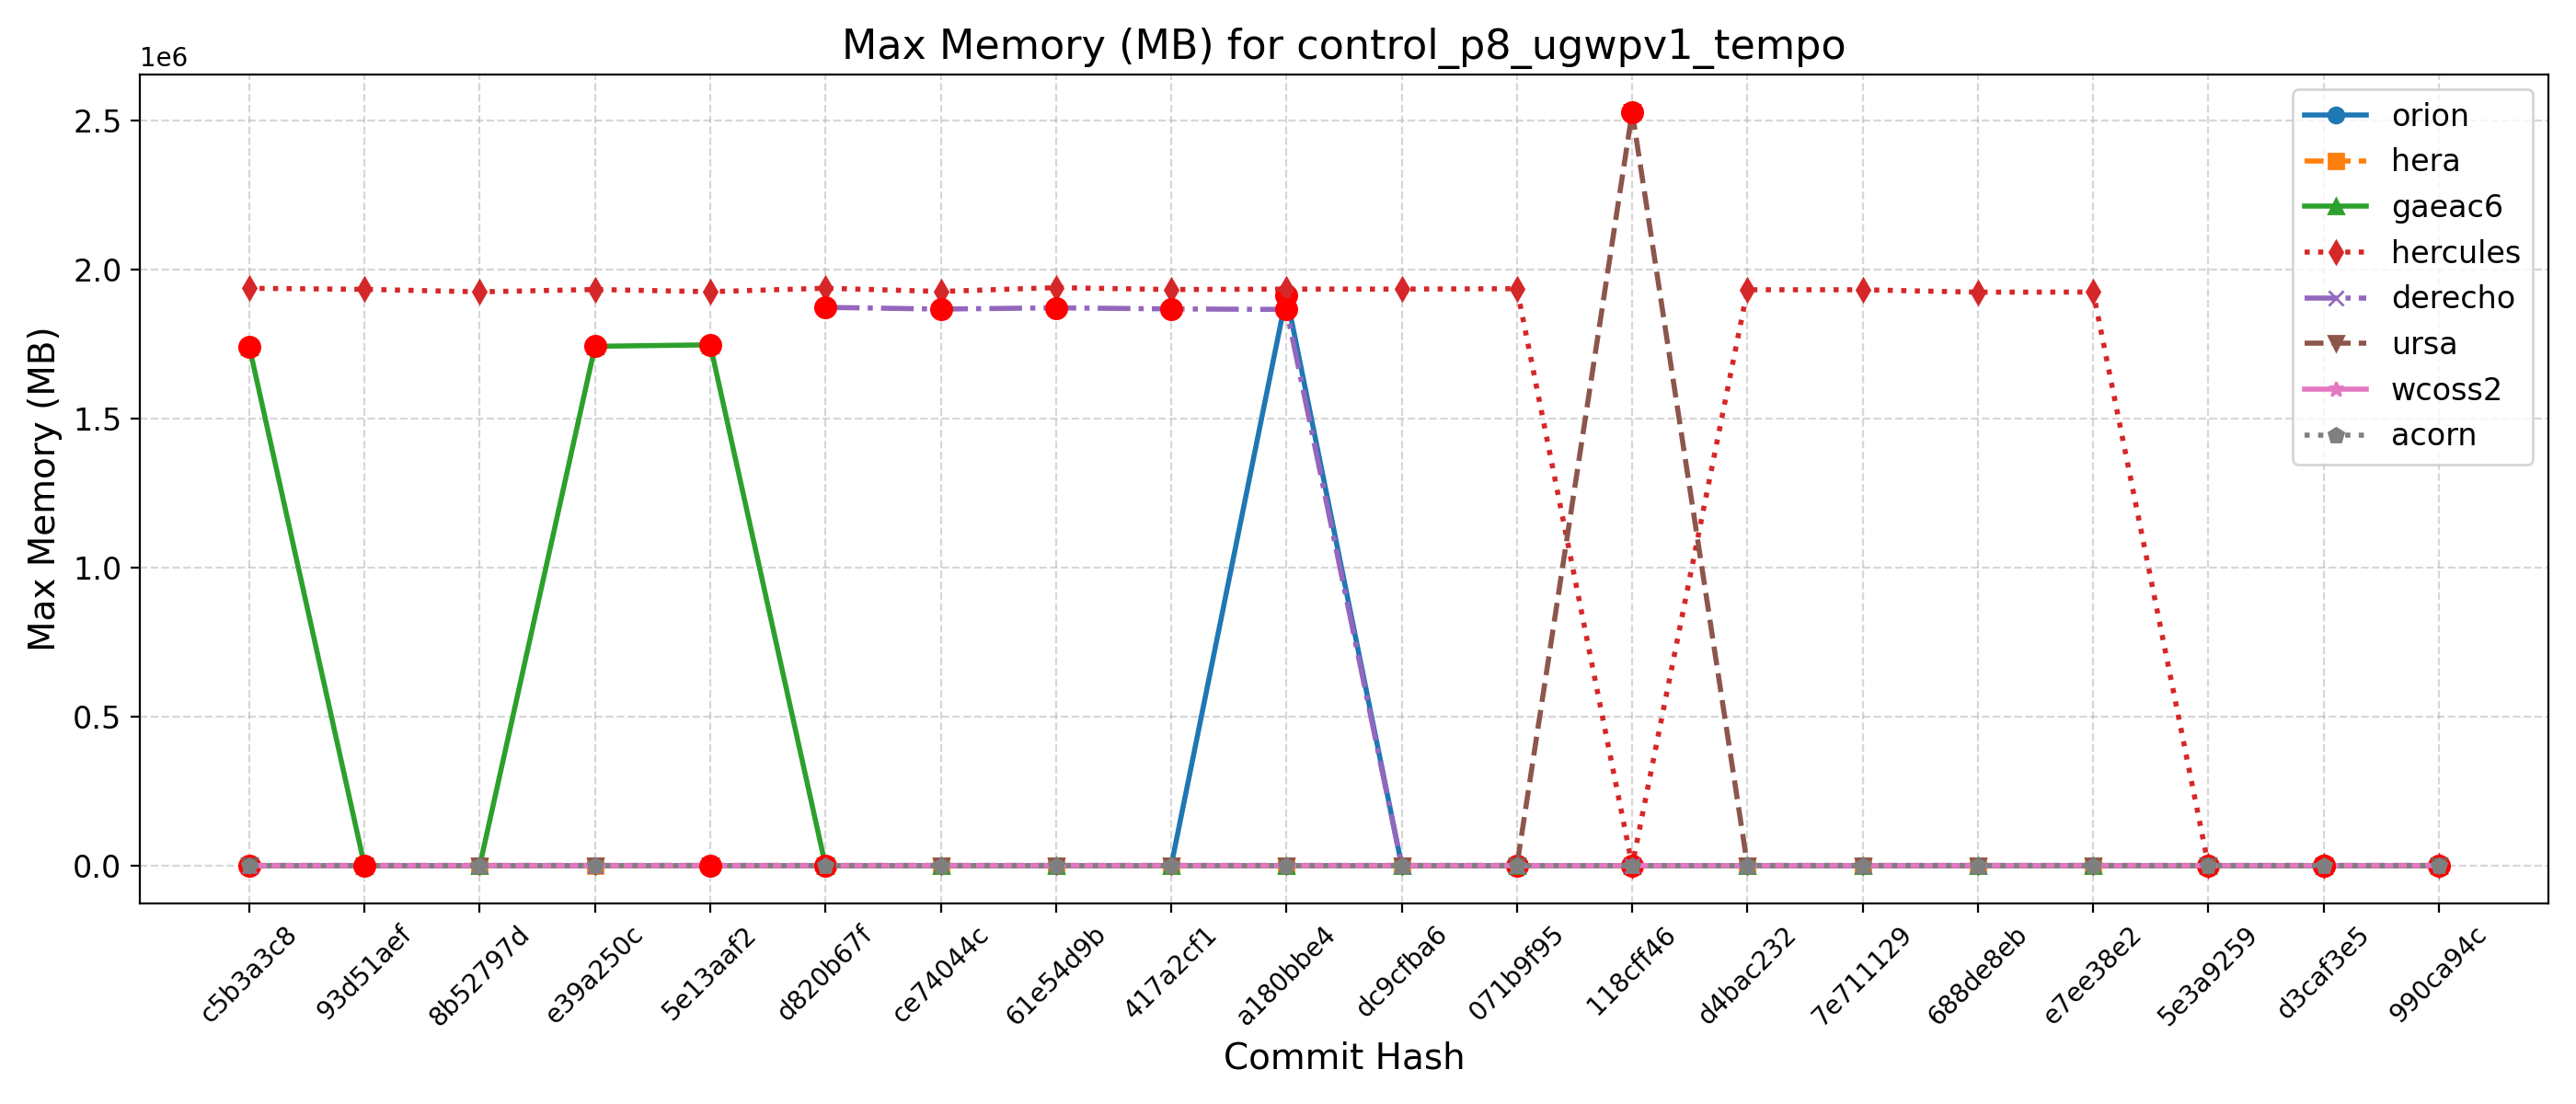 Max Memory (MB) for control_p8_ugwpv1_tempo
1e6
2.5
2.0
1.5
1.0
0.5
0.0
Max Memory (MB)
orion
hera
gaeac6
hercules
derecho
ursa
wcoss2
acorn
c5b3a3c8
93d51aef
8b52797d
e39a250c
5e13aaf2
d820b67f
ce74044c
61e54d9b
417a2cf1
a180bbe4
dc9cfba6
071b9f95
118cff46
d4bac232
7e711129
688de8eb
e7ee38e2
5e3a9259
d3caf3e5
990ca94c
Commit Hash